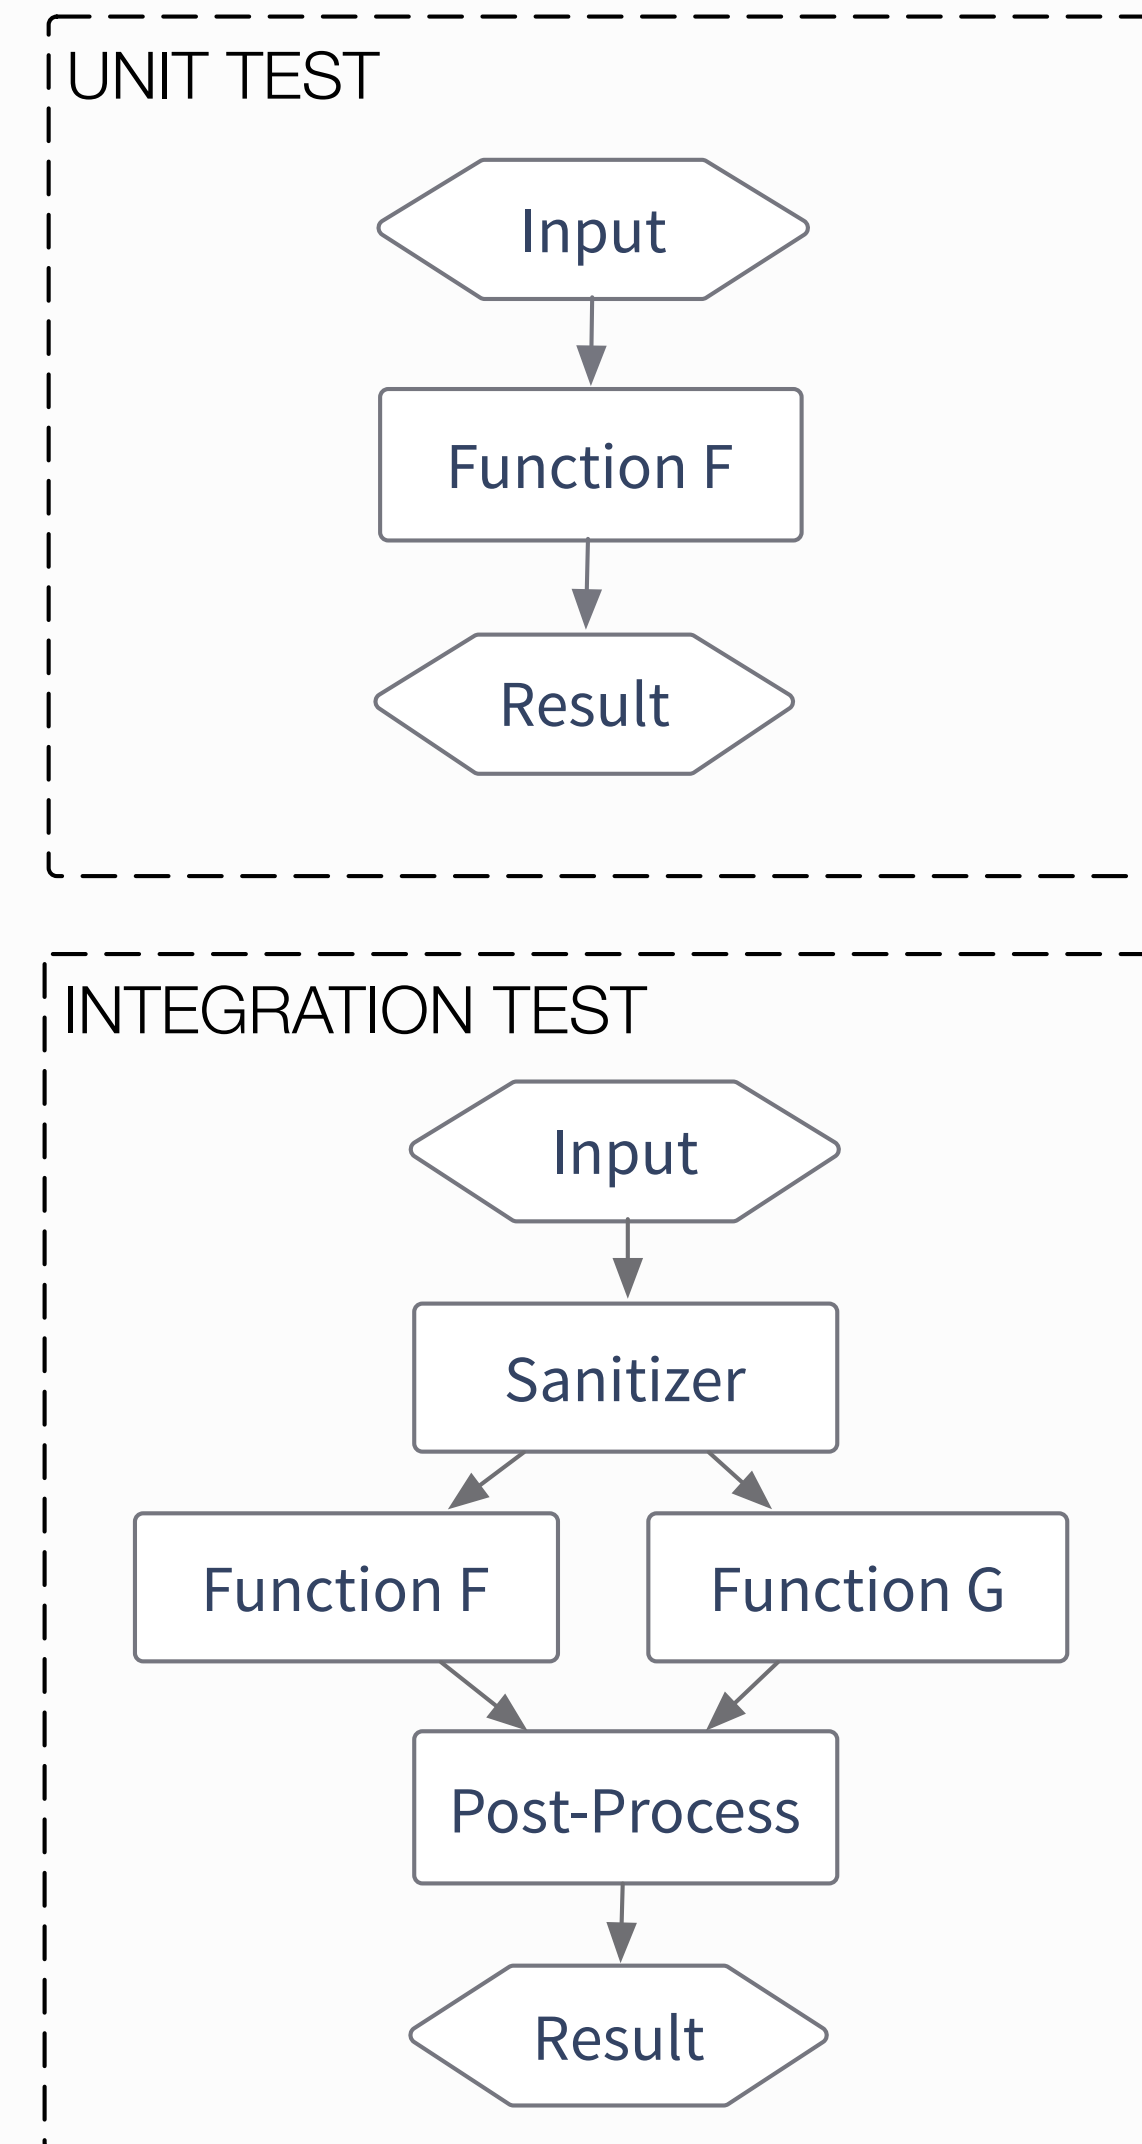 UNIT TEST
Input
Function F
Result
INTEGRATION TEST
Input
Sanitizer
Function F
Function G
Post-Process
Result